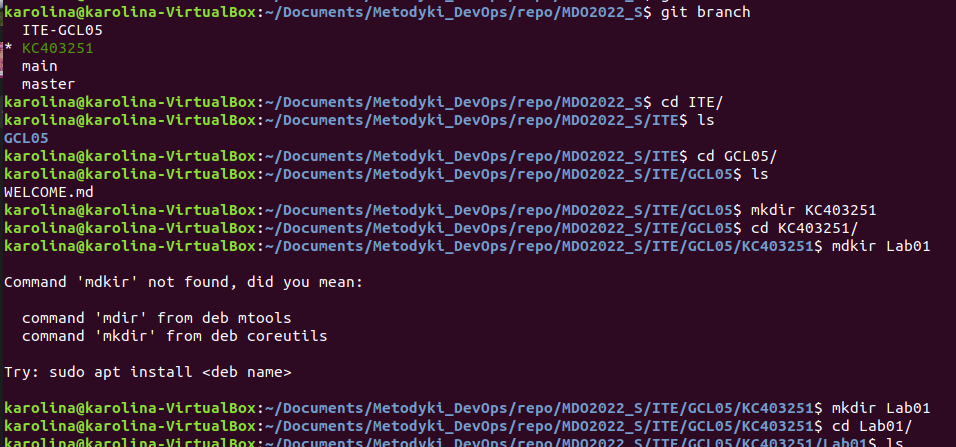 karolina@karolina-VirtualBox:~/Documents/Metodyki_DevOps/repo/MDO2022_S$ git branch
  ITE-GCL05
* KC403251
  main
  master
karolina@karolina-VirtualBox:~/Documents/Metodyki_DevOps/repo/MDO2022_S$ cd ITE/
karolina@karolina-VirtualBox:~/Documents/Metodyki_DevOps/repo/MDO2022_S/ITE$ ls
GCL05
karolina@karolina-VirtualBox:~/Documents/Metodyki_DevOps/repo/MDO2022_S/ITE$ cd GCL05/
karolina@karolina-VirtualBox:~/Documents/Metodyki_DevOps/repo/MDO2022_S/ITE/GCL05$ ls
WELCOME.md
karolina@karolina-VirtualBox:~/Documents/Metodyki_DevOps/repo/MDO2022_S/ITE/GCL05$ mkdir KC403251
karolina@karolina-VirtualBox:~/Documents/Metodyki_DevOps/repo/MDO2022_S/ITE/GCL05$ cd KC403251/
karolina@karolina-VirtualBox:~/Documents/Metodyki_DevOps/repo/MDO2022_S/ITE/GCL05/KC403251$ mdkir Lab01

Command 'mdkir' not found, did you mean:

  command 'mdir' from deb mtools
  command 'mkdir' from deb coreutils

Try: sudo apt install <deb name>

karolina@karolina-VirtualBox:~/Documents/Metodyki_DevOps/repo/MDO2022_S/ITE/GCL05/KC403251$ mkdir Lab01
karolina@karolina-VirtualBox:~/Documents/Metodyki_DevOps/repo/MDO2022_S/ITE/GCL05/KC403251$ cd Lab01/
karolina@karolina-VirtualBox:~/Documents/Metodyki_DevOps/repo/MDO2022_S/ITE/GCL05/KC403251/Lab01$ ls